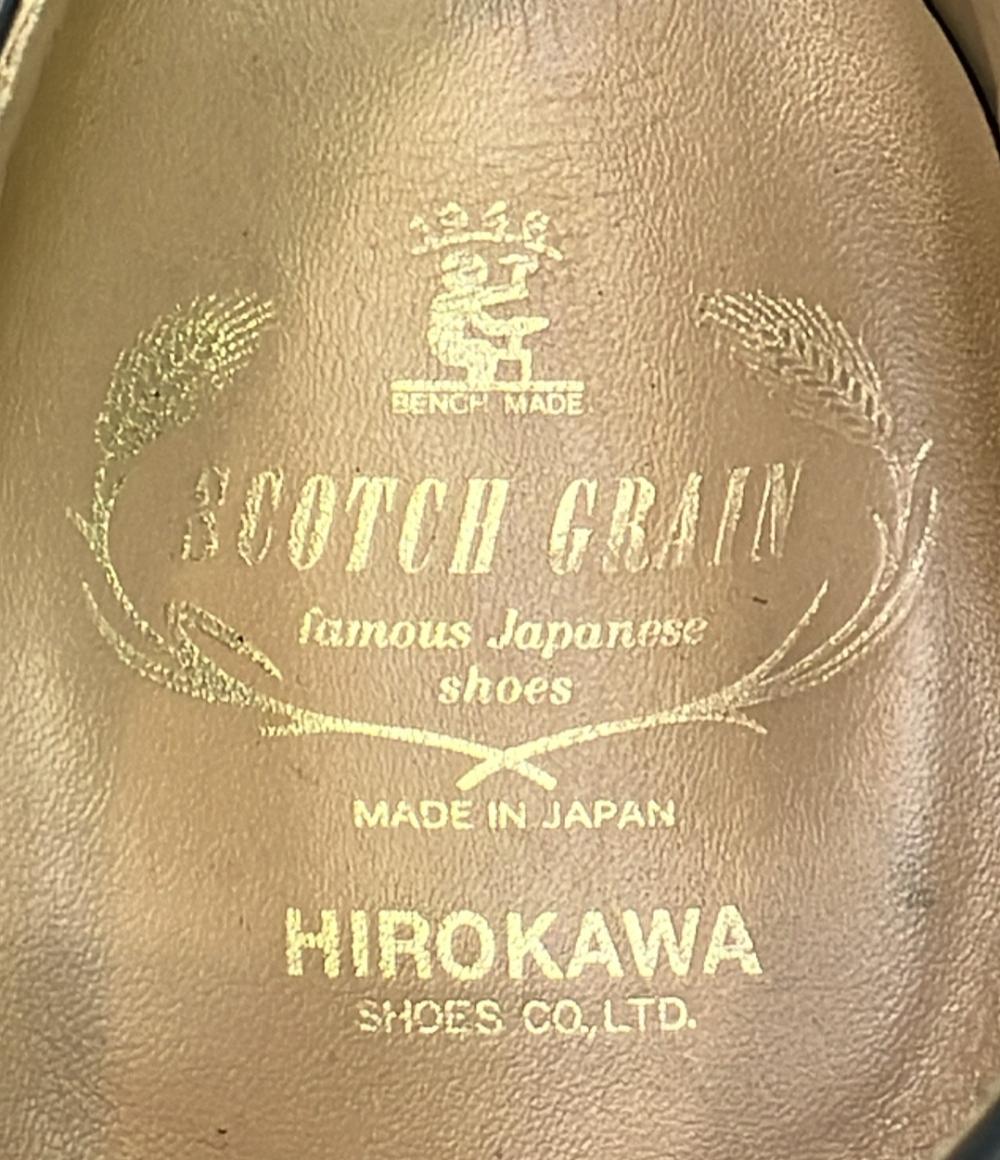 BENCH MADE
SCOTCH GRAIN
famous Japanese
shoes
MADE IN JAPAN
HIROKAWA
SHOES CO.,LTD.